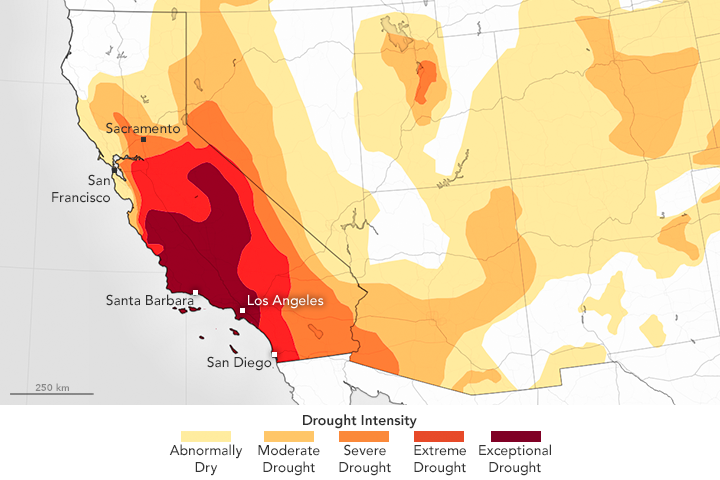 Sacramento
San
Francisco
Santa Barbara
Los Angeles
San Diego
250 km
Drought Intensity
Abnormally
Dry
Moderate
Drought
Severe
Drought
Extreme
Drought
Exceptional
Drought